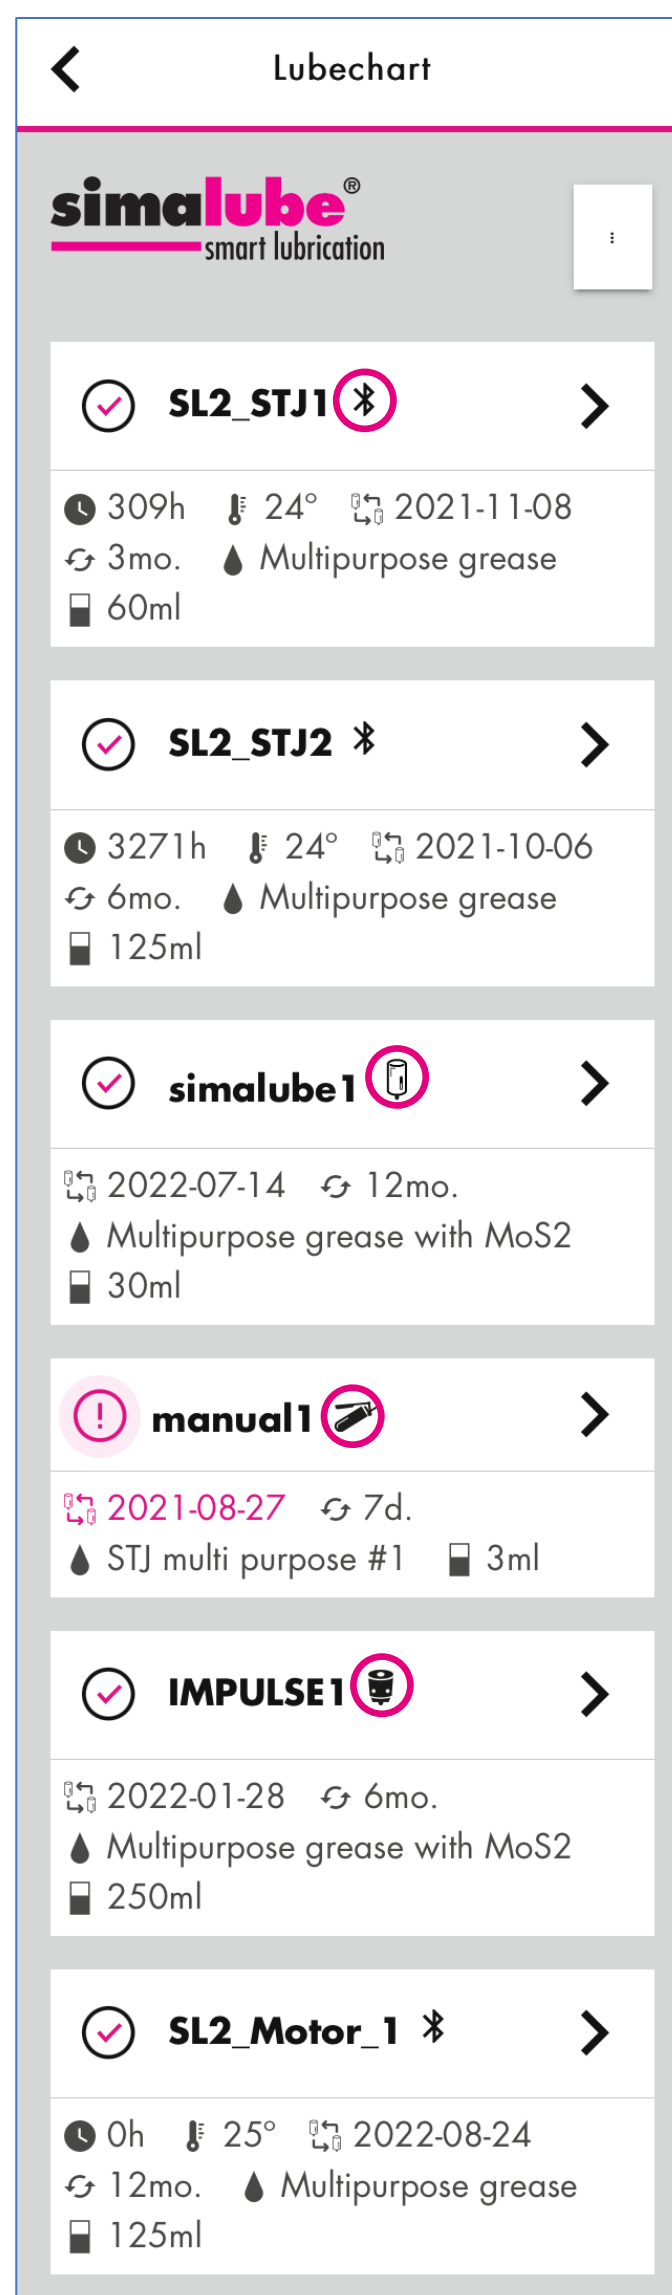 Lubechart
simalube®
smart lubrication
SL2_STJ1
309h 24° 2021-11-08
3mo. Multipurpose grease
60ml
SL2_STJ2
3271h 24° 2021-10-06
6mo. Multipurpose grease
125ml
simalube1
2022-07-14 12mo.
Multipurpose grease with MoS2
30ml
manual1
2021-08-27 7d.
STJ multi purpose #1 3ml
IMPULSE1
2022-01-28 6mo.
Multipurpose grease with MoS2
250ml
SL2_Motor_1
0h 25° 2022-08-24
12mo. Multipurpose grease
125ml